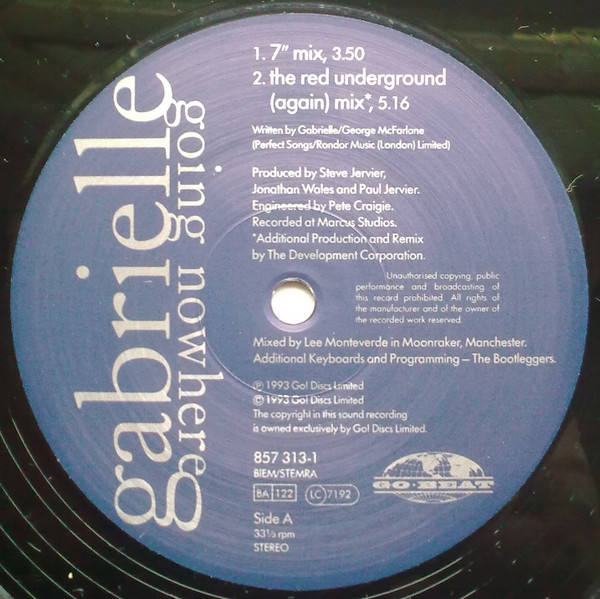 gabrielle
going nowhere
1. 7" mix, 3.50
2. the red underground
(again) mix*, 5.16
Written by Gabrielle/George McFarlane
(Perfect Songs/Rondor Music (London) Limited)
Produced by Steve Jervier,
Jonathan Wales and Paul Jervier.
Engineered by Pete Craigie.
Recorded at Marcus Studios.
*Additional Production and Remix
by The Development Corporation.
Unauthorised copying, public
performance and broadcasting of
this record prohibited. All rights of
the manufacturer and of the owner of
the recorded work reserved.
Mixed by Lee Monteverde in Moonraker, Manchester.
Additional Keyboards and Programming – The Bootleggers.
℗ 1993 Go! Discs Limited
© 1993 Go! Discs Limited
The copyright in this sound recording
is owned exclusively by Go! Discs Limited.
857 313-1
BIEM/STEMRA
BA 122 LC 7192
GO·BEAT
Side A
33⅓ rpm
STEREO